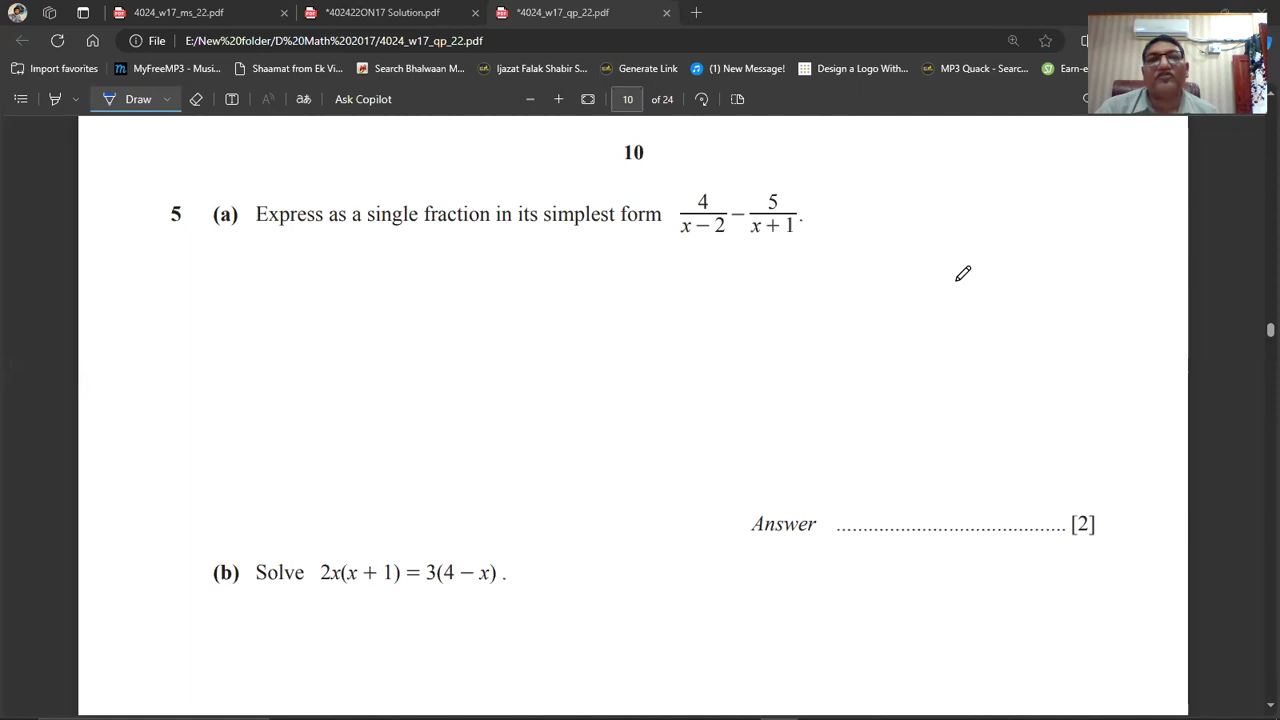 4024_w17_ms_22.pdf
*402422ON17 Solution.pdf
*4024_w17_qp_22.pdf
File E:/New%20folder/D%20Math%202017/4024_w17_qp_22.pdf
Import favorites
MyFreeMP3 - Musi...
Shaamat from Ek Vi...
Search Bhalwaan M...
Ijazat Falak Shabir S...
Generate Link
(1) New Message!
Design a Logo With...
MP3 Quack - Searc...
Earn-e
Draw
Ask Copilot
10 of 24
10
5 (a) Express as a single fraction in its simplest form 4/(x − 2) − 5/(x + 1).
Answer ........................................... [2]
(b) Solve 2x(x + 1) = 3(4 − x) .